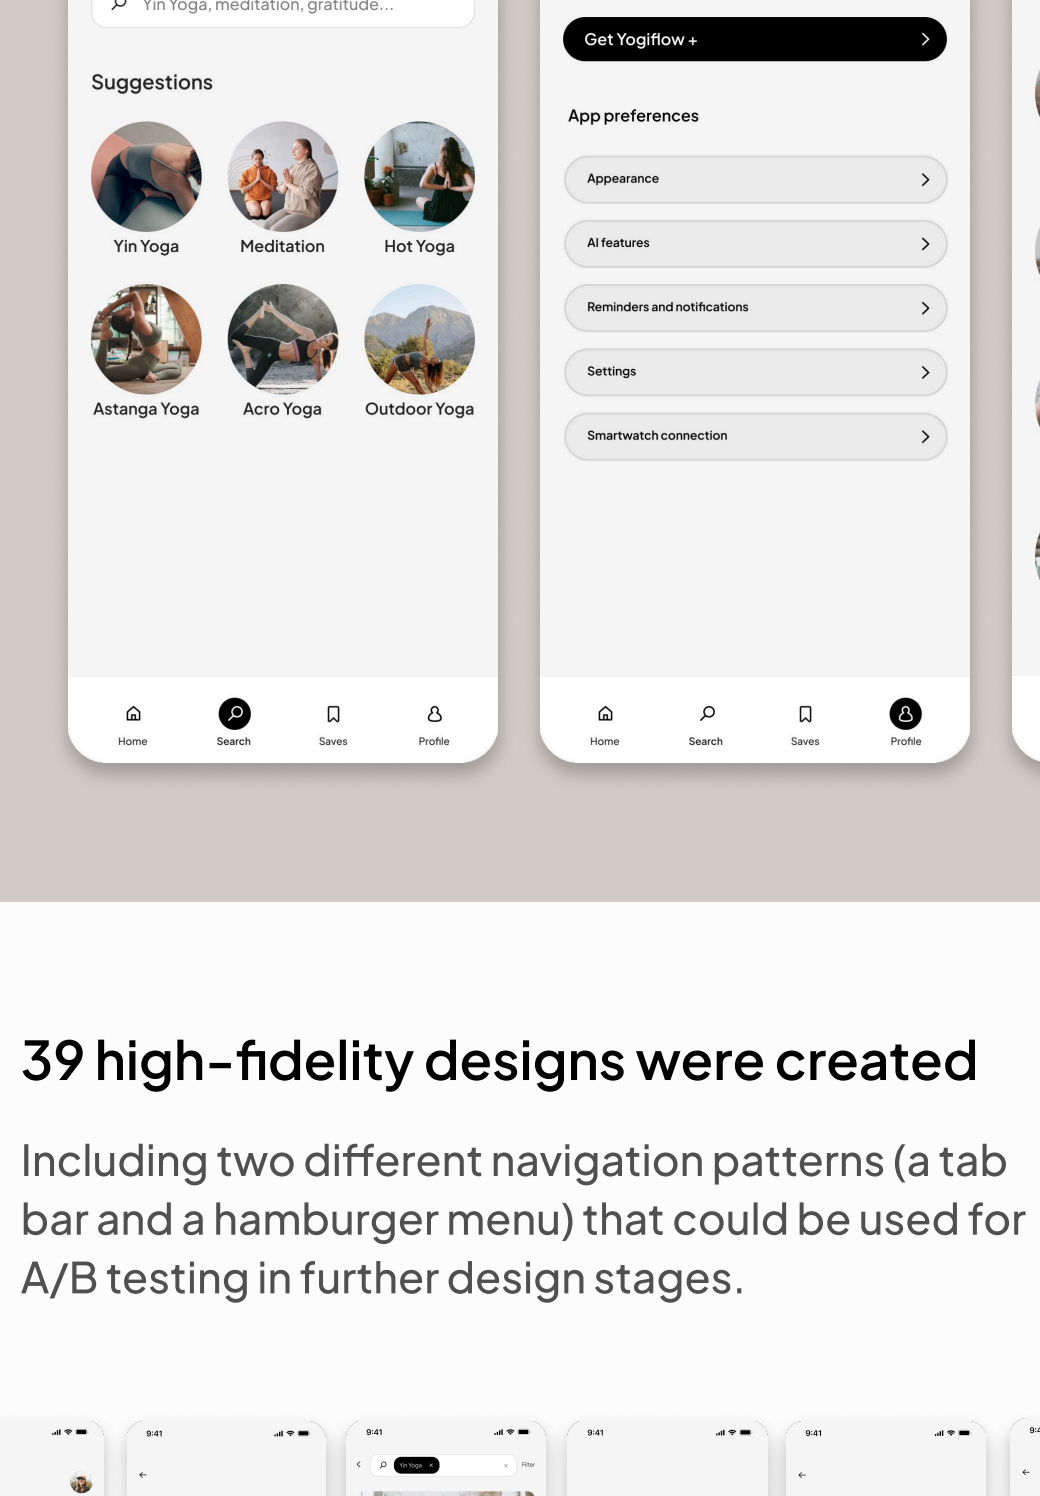 Yin Yoga, meditation, gratitude...
Suggestions
Yin Yoga
Meditation
Hot Yoga
Astanga Yoga
Acro Yoga
Outdoor Yoga
Home
Search
Saves
Profile
Get Yogiflow +
App preferences
Appearance
AI features
Reminders and notifications
Settings
Smartwatch connection
Home
Search
Saves
Profile
39 high-fidelity designs were created
Including two different navigation patterns (a tab
bar and a hamburger menu) that could be used for
A/B testing in further design stages.
9:41
9:41
Yin Yoga
Filter
9:41
9:41